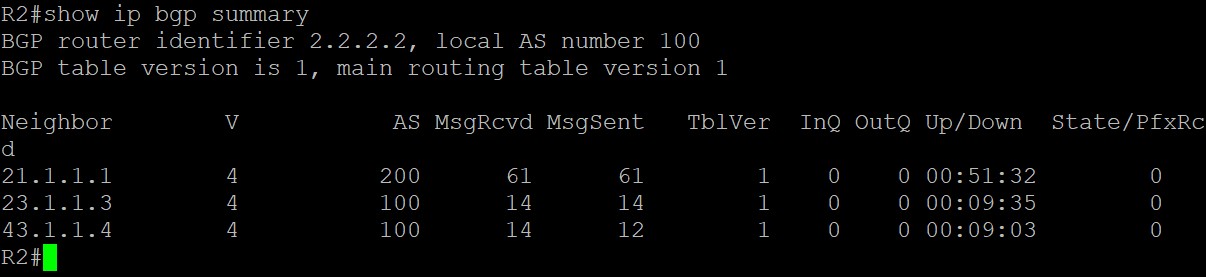 R2#show ip bgp summary
BGP router identifier 2.2.2.2, local AS number 100
BGP table version is 1, main routing table version 1
Neighbor        V           AS MsgRcvd MsgSent   TblVer  InQ OutQ Up/Down  State/PfxRc
d
21.1.1.1        4          200      61      61        1    0    0 00:51:32        0
23.1.1.3        4          100      14      14        1    0    0 00:09:35        0
43.1.1.4        4          100      14      12        1    0    0 00:09:03        0
R2#